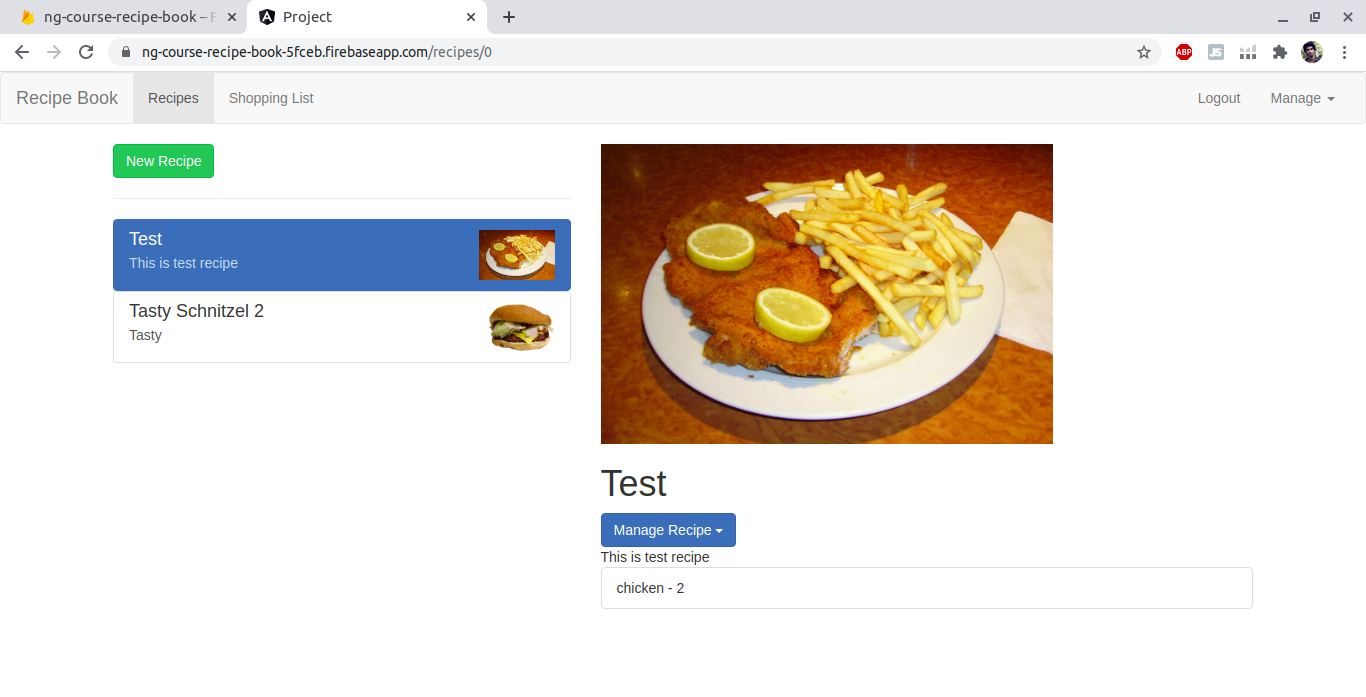 ng-course-recipe-book – F
Project
ng-course-recipe-book-5fceb.firebaseapp.com/recipes/0
ABP
JS
Recipe Book
Recipes
Shopping List
Logout
Manage
New Recipe
Test
This is test recipe
Tasty Schnitzel 2
Tasty
Test
Manage Recipe
This is test recipe
chicken - 2